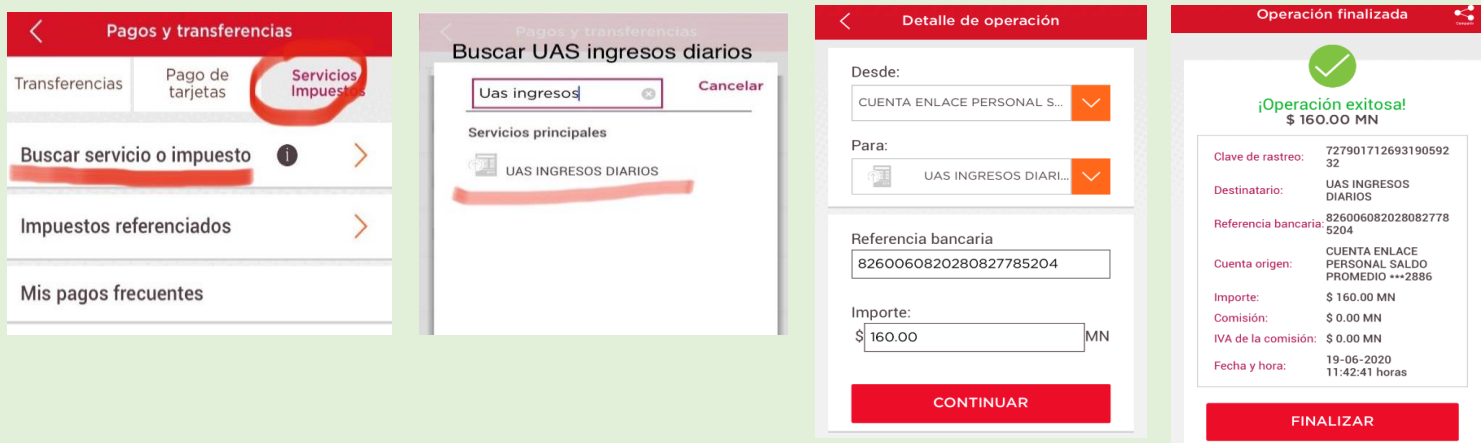 Pagos y transferencias
Transferencias
Pago de
tarjetas
Servicios
Impuestos
Buscar servicio o impuesto
Impuestos referenciados
Mis pagos frecuentes
Pagos y transferencias
Buscar UAS ingresos diarios
Uas ingresos
Cancelar
Servicios principales
UAS INGRESOS DIARIOS
Detalle de operación
Desde:
CUENTA ENLACE PERSONAL S...
Para:
UAS INGRESOS DIARI...
Referencia bancaria
8260060820280827785204
Importe:
$ 160.00 MN
CONTINUAR
Operación finalizada
¡Operación exitosa!
$ 160.00 MN
Clave de rastreo: 727901712693190592
32
Destinatario: UAS INGRESOS
DIARIOS
Referencia bancaria: 826006082028082778
5204
Cuenta origen: CUENTA ENLACE
PERSONAL SALDO
PROMEDIO ***2886
Importe: $ 160.00 MN
Comisión: $ 0.00 MN
IVA de la comisión: $ 0.00 MN
Fecha y hora: 19-06-2020
11:42:41 horas
FINALIZAR